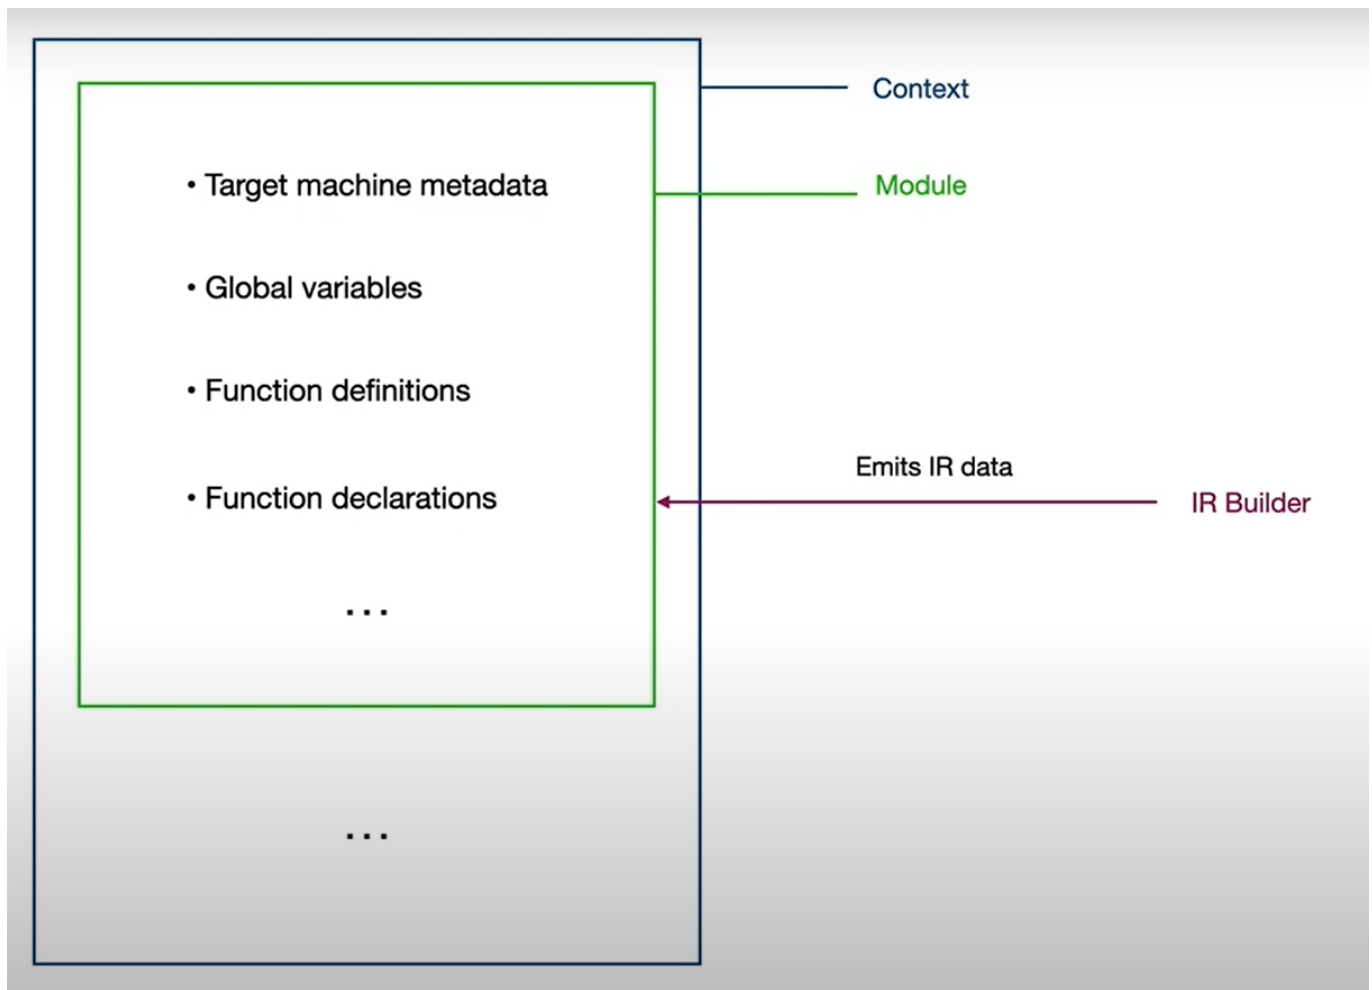 Context
• Target machine metadata
Module
• Global variables
• Function definitions
Emits IR data
• Function declarations
IR Builder
...
...